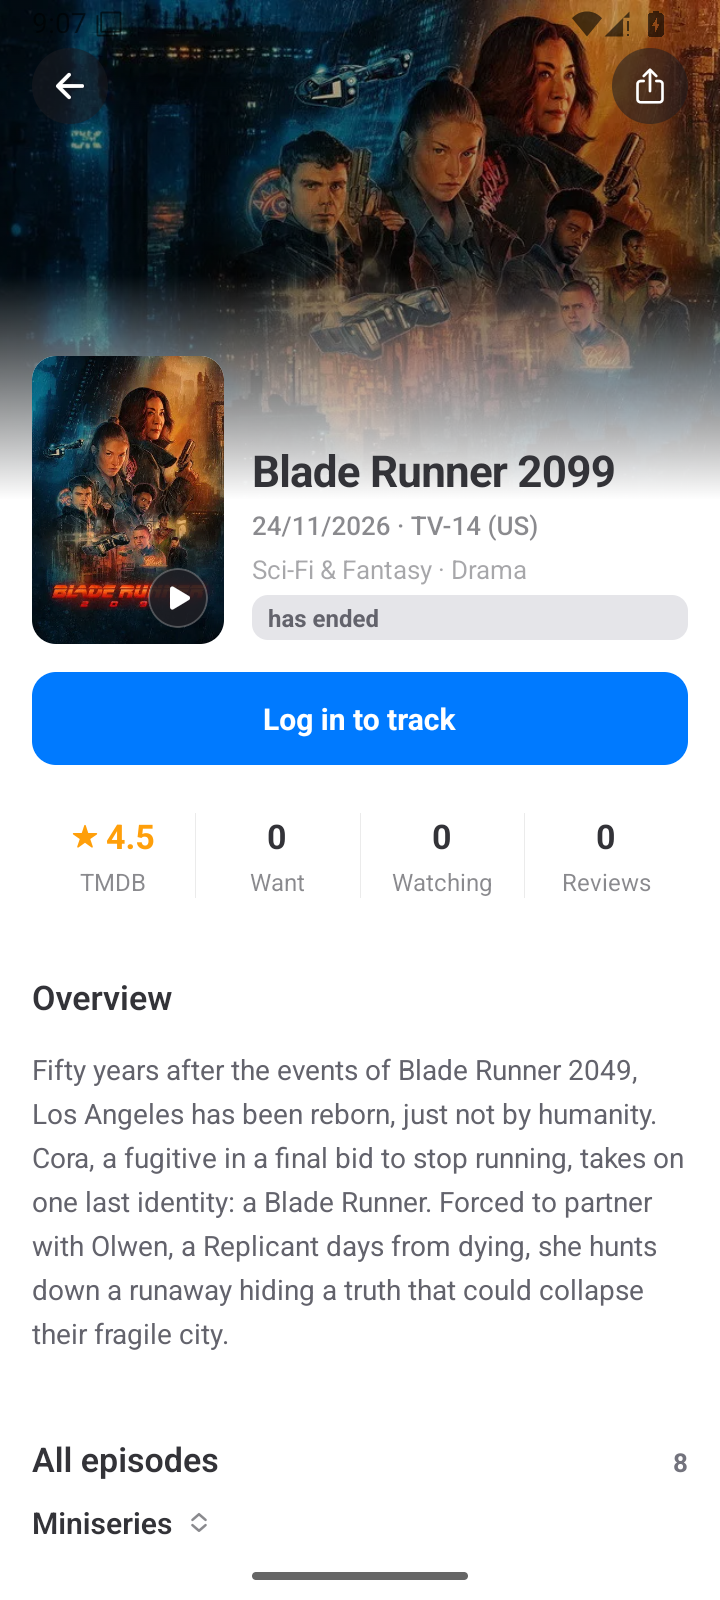 9:07
Blade Runner 2099
24/11/2026 · TV-14 (US)
Sci-Fi & Fantasy · Drama
has ended
Log in to track
★ 4.5
TMDB
0
Want
0
Watching
0
Reviews
Overview
Fifty years after the events of Blade Runner 2049,
Los Angeles has been reborn, just not by humanity.
Cora, a fugitive in a final bid to stop running, takes on
one last identity: a Blade Runner. Forced to partner
with Olwen, a Replicant days from dying, she hunts
down a runaway hiding a truth that could collapse
their fragile city.
All episodes
8
Miniseries